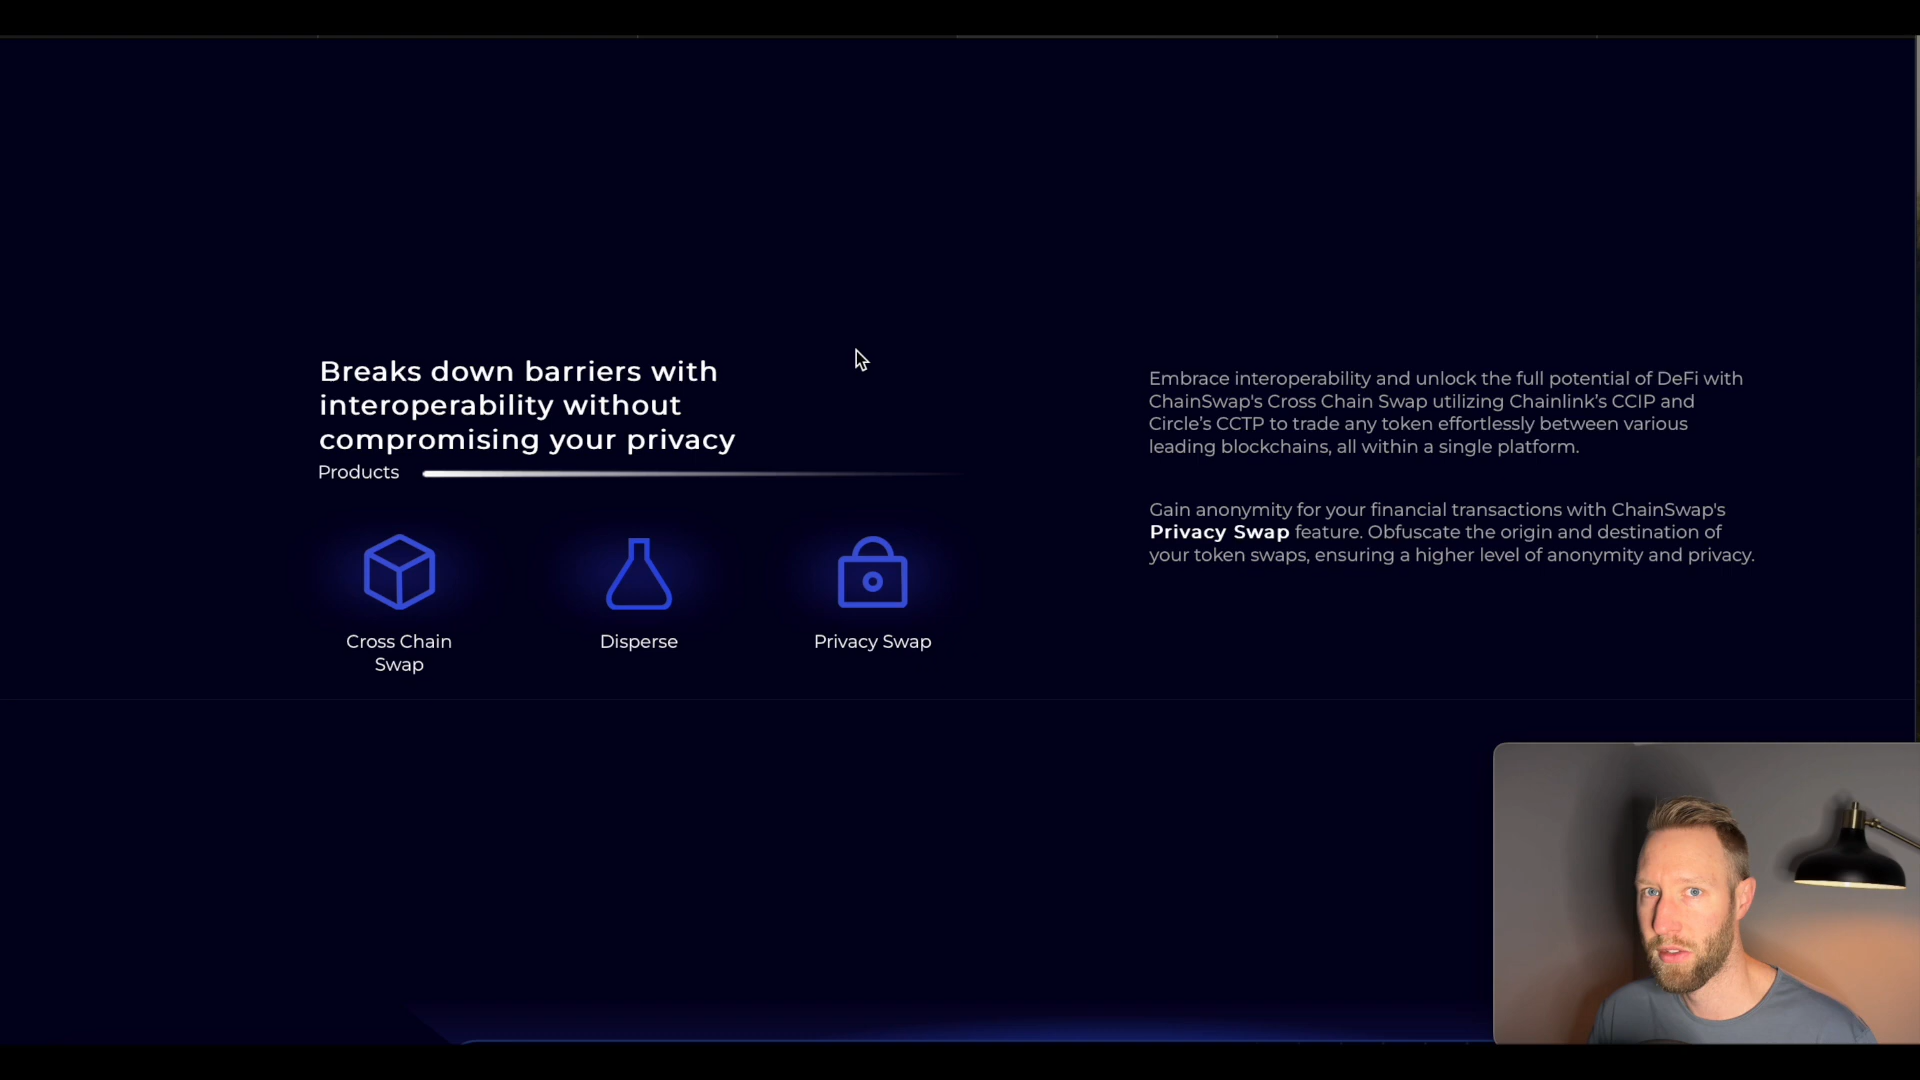 Breaks down barriers with
interoperability without
compromising your privacy
Products
Cross Chain
Swap
Disperse
Privacy Swap
Embrace interoperability and unlock the full potential of DeFi with
ChainSwap's Cross Chain Swap utilizing Chainlink’s CCIP and
Circle’s CCTP to trade any token effortlessly between various
leading blockchains, all within a single platform.
Gain anonymity for your financial transactions with ChainSwap's
Privacy Swap feature. Obfuscate the origin and destination of
your token swaps, ensuring a higher level of anonymity and privacy.